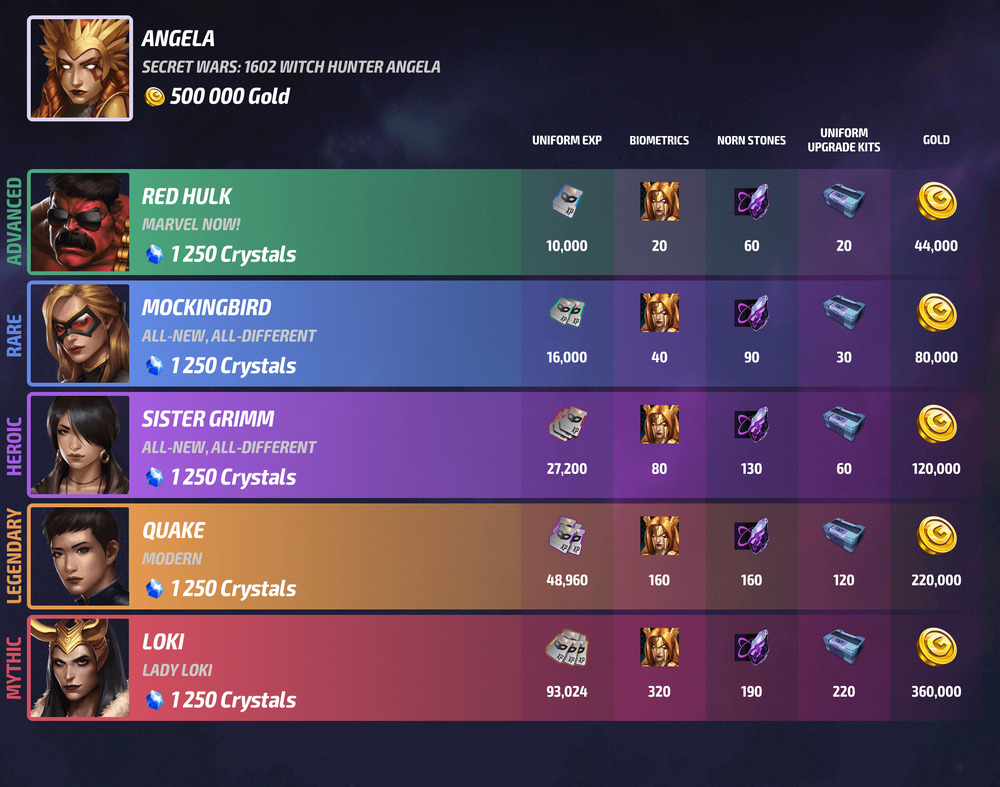 ANGELA
SECRET WARS: 1602 WITCH HUNTER ANGELA
500 000 Gold
UNIFORM EXP
BIOMETRICS
NORN STONES
UNIFORM
UPGRADE KITS
GOLD
ADVANCED
RED HULK
MARVEL NOW!
1 250 Crystals
10,000
20
60
20
44,000
RARE
MOCKINGBIRD
ALL-NEW, ALL-DIFFERENT
1 250 Crystals
16,000
40
90
30
80,000
HEROIC
SISTER GRIMM
ALL-NEW, ALL-DIFFERENT
1 250 Crystals
27,200
80
130
60
120,000
LEGENDARY
QUAKE
MODERN
1 250 Crystals
48,960
160
160
120
220,000
MYTHIC
LOKI
LADY LOKI
1 250 Crystals
93,024
320
190
220
360,000